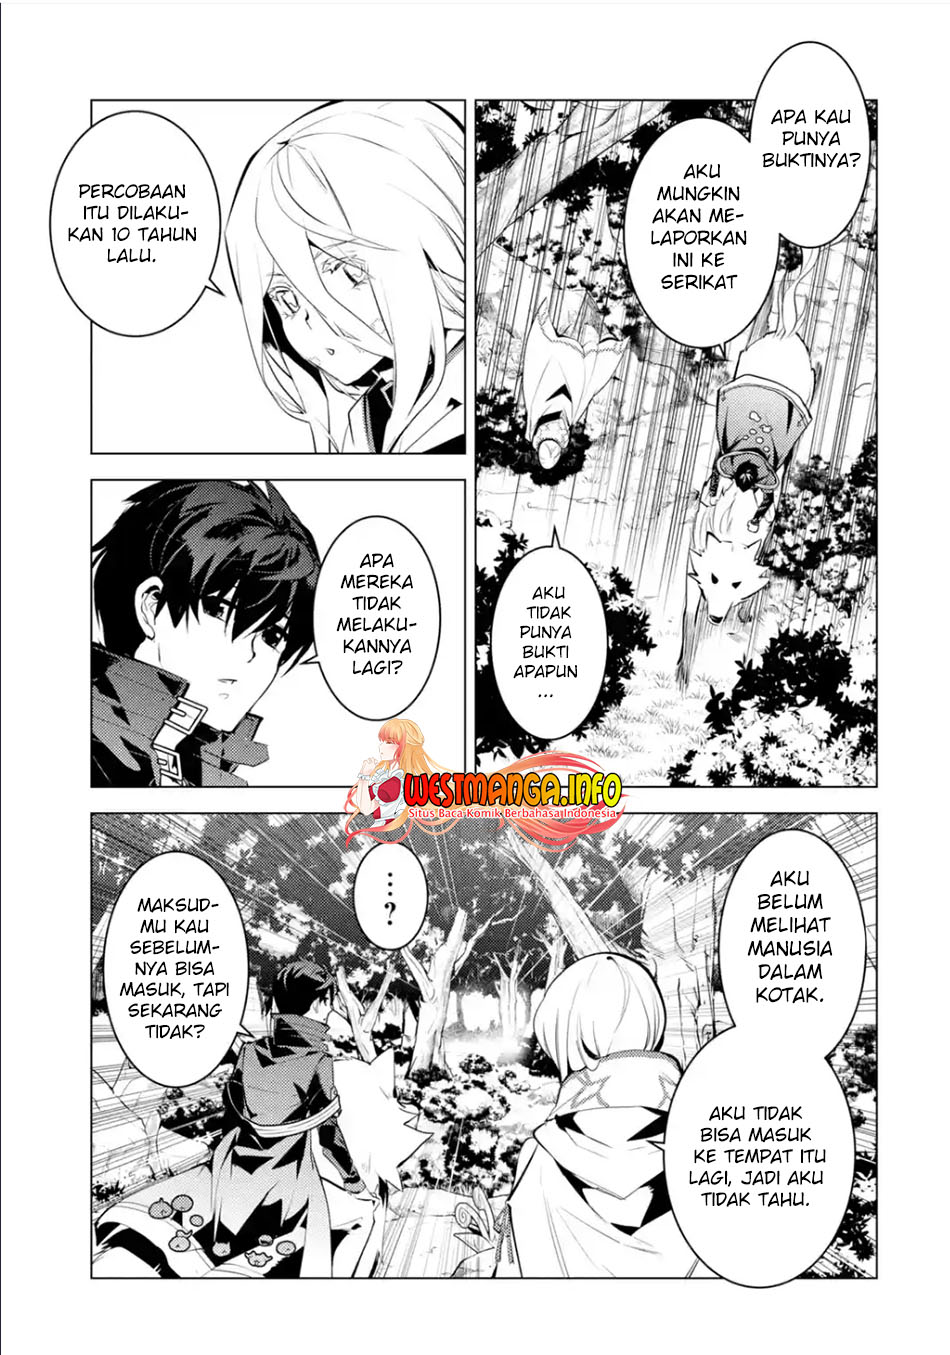 APA KAU
PUNYA
BUKTINYA?
AKU
MUNGKIN
AKAN ME-
LAPORKAN
INI KE
SERIKAT
AKU
TIDAK
PUNYA
BUKTI
APAPUN
...
PERCOBAAN
ITU DILAKU-
KAN 10 TAHUN
LALU.
APA
MEREKA
TIDAK
MELAKU-
KANNYA
LAGI?
WESTMANGA.INFO
Situs Baca Komik Berbahasa Indonesia
AKU
BELUM
MELIHAT
MANUSIA
DALAM
KOTAK.
AKU TIDAK
BISA MASUK
KE TEMPAT ITU
LAGI, JADI AKU
TIDAK TAHU.
...?
MAKSUD-
MU KAU
SEBELUM-
NYA BISA
MASUK, TAPI
SEKARANG
TIDAK?